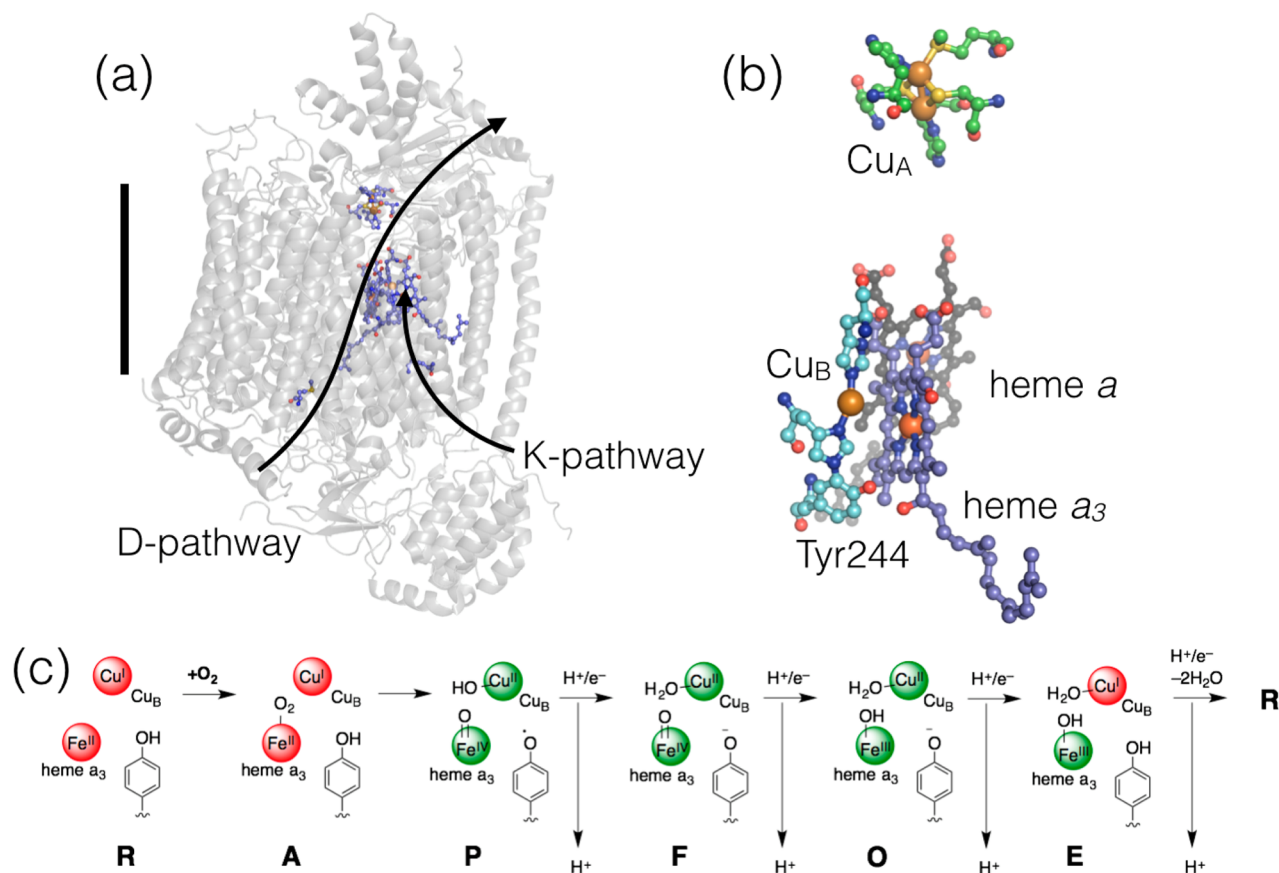 (a)
D-pathway
K-pathway
(b)
CuA
CuB
heme a
heme a3
Tyr244
(c)
CuI
CuB
FeII
heme a3
OH
R
+O2
CuI
CuB
O2
FeII
heme a3
OH
A
HO
CuII
CuB
O
FeIV
heme a3
·O
P
H+/e−
H+
H2O
CuII
CuB
O
FeIV
heme a3
−O
F
H+/e−
H+
H2O
CuII
CuB
OH
FeIII
heme a3
−O
O
H+/e−
H+
H2O
CuI
CuB
OH
FeIII
heme a3
OH
E
H+/e−
−2H2O
H+
R